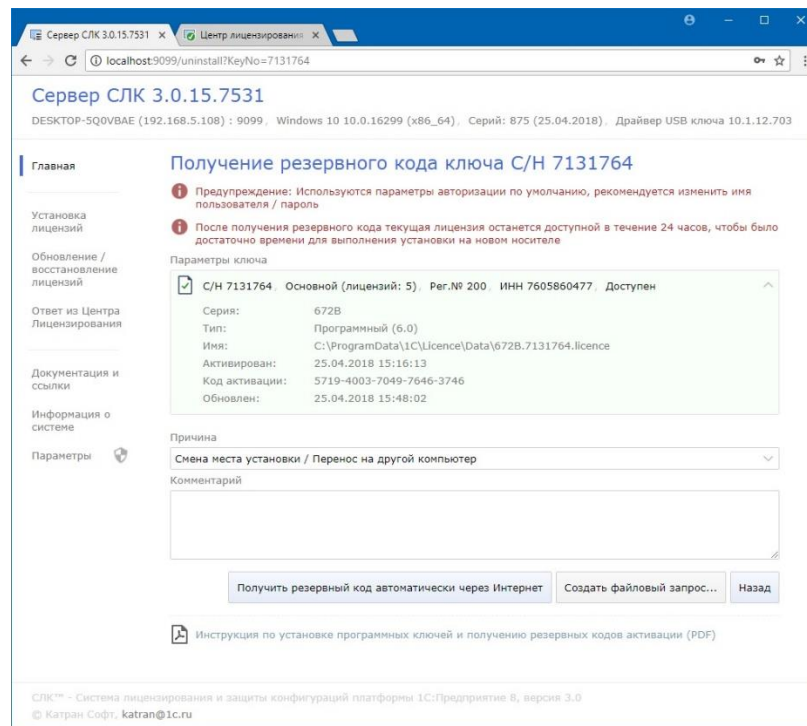 Сервер СЛК 3.0.15.7531
Центр лицензирования
localhost:9099/uninstall?KeyNo=7131764
Сервер СЛК 3.0.15.7531
DESKTOP-5Q0VBAE (192.168.5.108) : 9099, Windows 10 10.0.16299 (x86_64), Серий: 875 (25.04.2018), Драйвер USB ключа 10.1.12.703
Главная
Установка
лицензий
Обновление /
восстановление
лицензий
Ответ из Центра
Лицензирования
Документация и
ссылки
Информация о
системе
Параметры
Получение резервного кода ключа С/Н 7131764
Предупреждение: Используются параметры авторизации по умолчанию, рекомендуется изменить имя
пользователя / пароль
После получения резервного кода текущая лицензия останется доступной в течение 24 часов, чтобы было
достаточно времени для выполнения установки на новом носителе
Параметры ключа
С/Н 7131764, Основной (лицензий: 5), Рег.№ 200, ИНН 7605860477, Доступен
Серия: 672B
Тип: Программный (6.0)
Имя: C:\ProgramData\1C\Licence\Data\672B.7131764.licence
Активирован: 25.04.2018 15:16:13
Код активации: 5719-4003-7049-7646-3746
Обновлен: 25.04.2018 15:48:02
Причина
Смена места установки / Перенос на другой компьютер
Комментарий
Получить резервный код автоматически через Интернет
Создать файловый запрос...
Назад
Инструкция по установке программных ключей и получению резервных кодов активации (PDF)
СЛК™ - Система лицензирования и защиты конфигураций платформы 1С:Предприятие 8, версия 3.0
© Катран Софт, katran@1c.ru